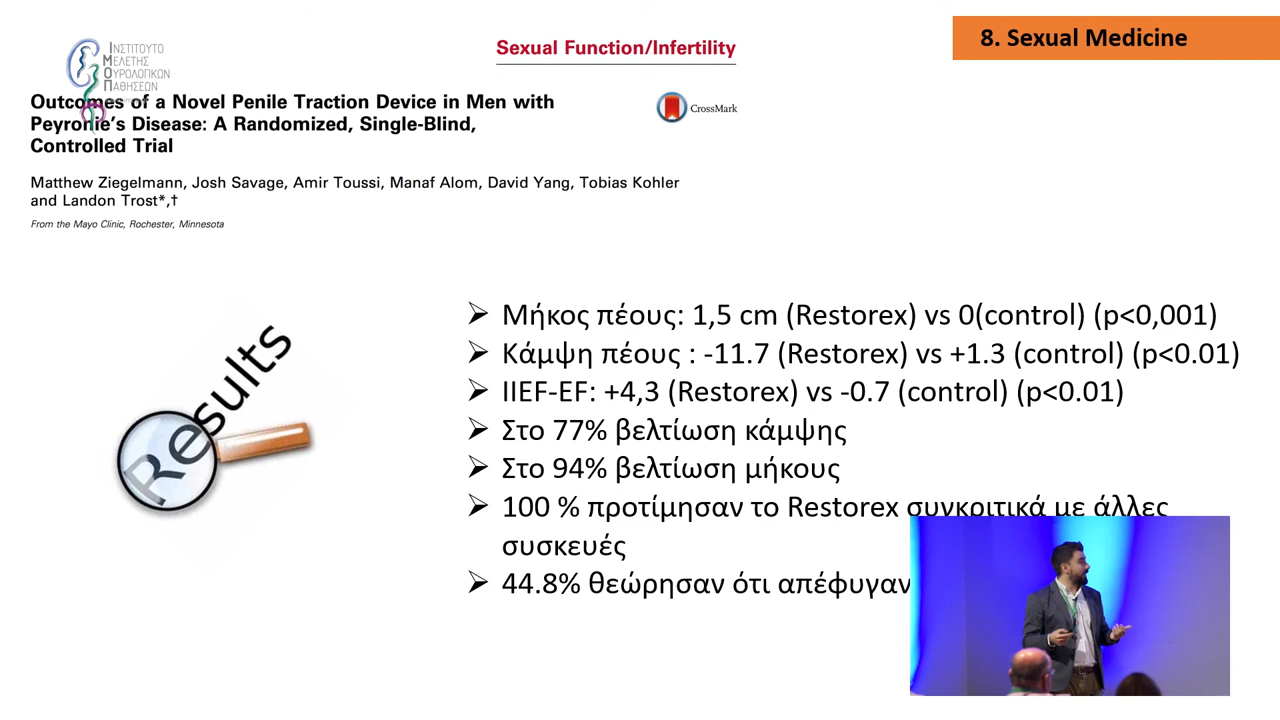 8. Sexual Medicine
Sexual Function/Infertility
ΙΝΣΤΙΤΟΥΤΟ
ΜΕΛΕΤΗΣ
ΟΥΡΟΛΟΓΙΚΩΝ
ΠΑΘΗΣΕΩΝ
Outcomes of a Novel Penile Traction Device in Men with
Peyronie's Disease: A Randomized, Single-Blind,
Controlled Trial
CrossMark
Matthew Ziegelmann, Josh Savage, Amir Toussi, Manaf Alom, David Yang, Tobias Kohler
and Landon Trost*,†
From the Mayo Clinic, Rochester, Minnesota
Results
➢ Μήκος πέους: 1,5 cm (Restorex) vs 0(control) (p<0,001)
➢ Κάμψη πέους : -11.7 (Restorex) vs +1.3 (control) (p<0.01)
➢ IIEF-EF: +4,3 (Restorex) vs -0.7 (control) (p<0.01)
➢ Στο 77% βελτίωση κάμψης
➢ Στο 94% βελτίωση μήκους
➢ 100 % προτίμησαν το Restorex συγκριτικά με άλλες
συσκευές
➢ 44.8% θεώρησαν ότι απέφυγαν